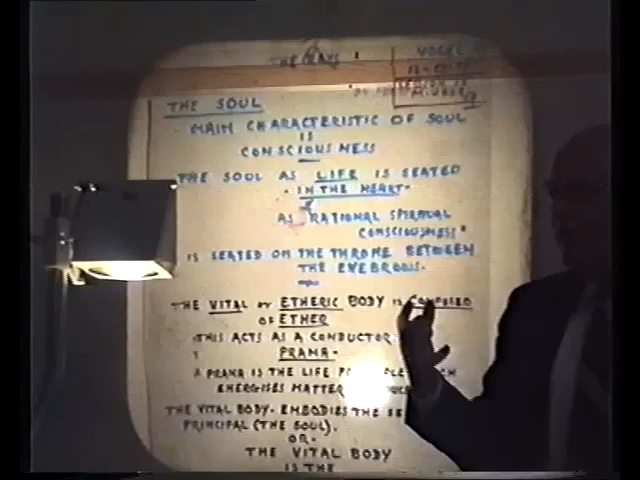 THE RAYS
VOGEL
THE SOUL
MAIN CHARACTERISTIC OF SOUL
IS
CONSCIOUSNESS
THE SOUL AS LIFE IS SEATED
- IN THE HEART -
AS RATIONAL SPIRITUAL
CONSCIOUSNESS"
IS SEATED ON THE THRONE BETWEEN
THE EYEBROWS.
THE VITAL OR ETHERIC BODY IS COMPOSED
OF ETHER
THIS ACTS AS A CONDUCTOR
PRANA -
PRANA IS THE LIFE
ENERGISES MATTER
THE VITAL BODY. EMBODIES THE
PRINCIPAL (THE SOUL).
OR -
THE VITAL BODY
IS THE